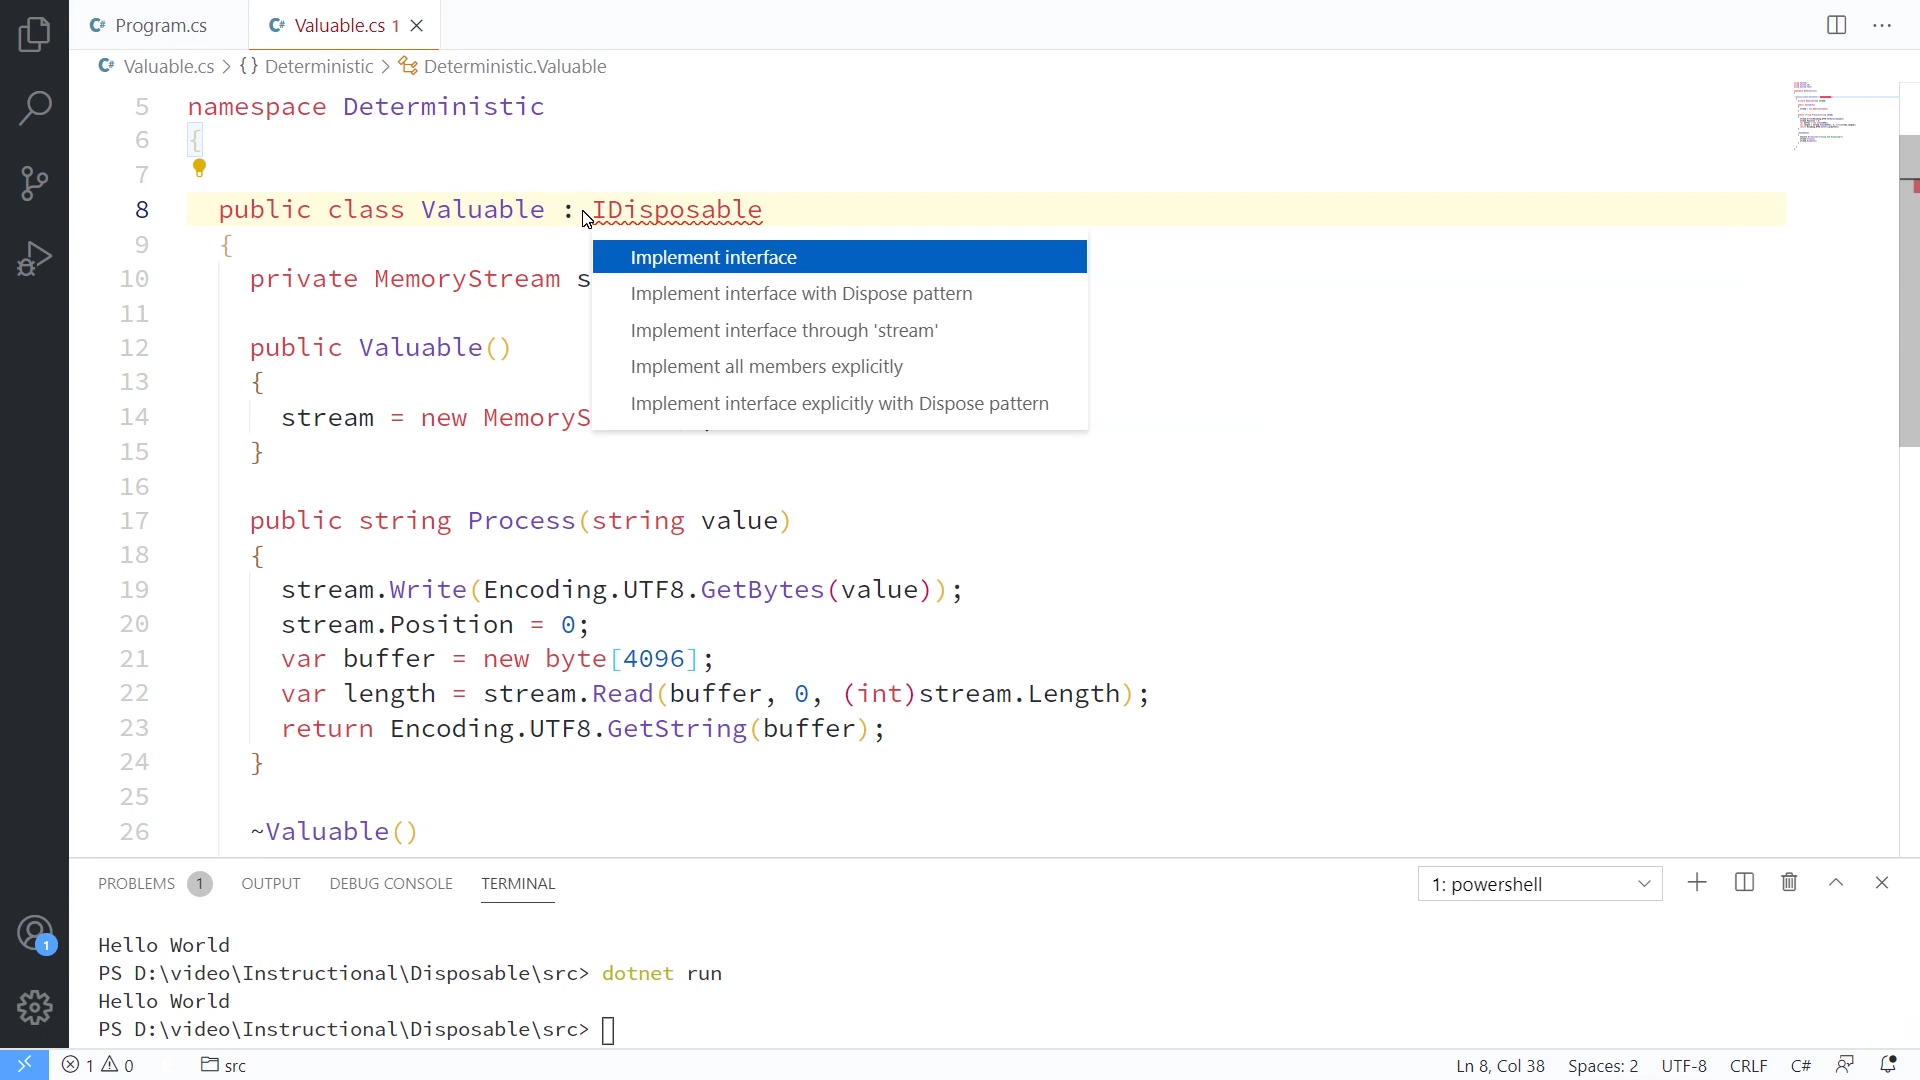 C# Program.cs
C# Valuable.cs 1
C# Valuable.cs > {} Deterministic > Deterministic.Valuable
5 namespace Deterministic
6 {
7
8 public class Valuable : IDisposable
9 {
Implement interface
10 private MemoryStream s
Implement interface with Dispose pattern
11
Implement interface through 'stream'
12 public Valuable()
Implement all members explicitly
13 {
Implement interface explicitly with Dispose pattern
14 stream = new MemoryS
15 }
16
17 public string Process(string value)
18 {
19 stream.Write(Encoding.UTF8.GetBytes(value));
20 stream.Position = 0;
21 var buffer = new byte[4096];
22 var length = stream.Read(buffer, 0, (int)stream.Length);
23 return Encoding.UTF8.GetString(buffer);
24 }
25
26 ~Valuable()
PROBLEMS 1 OUTPUT DEBUG CONSOLE TERMINAL 1: powershell
Hello World
PS D:\video\Instructional\Disposable\src> dotnet run
Hello World
PS D:\video\Instructional\Disposable\src>
1
1 0 src Ln 8, Col 38 Spaces: 2 UTF-8 CRLF C#